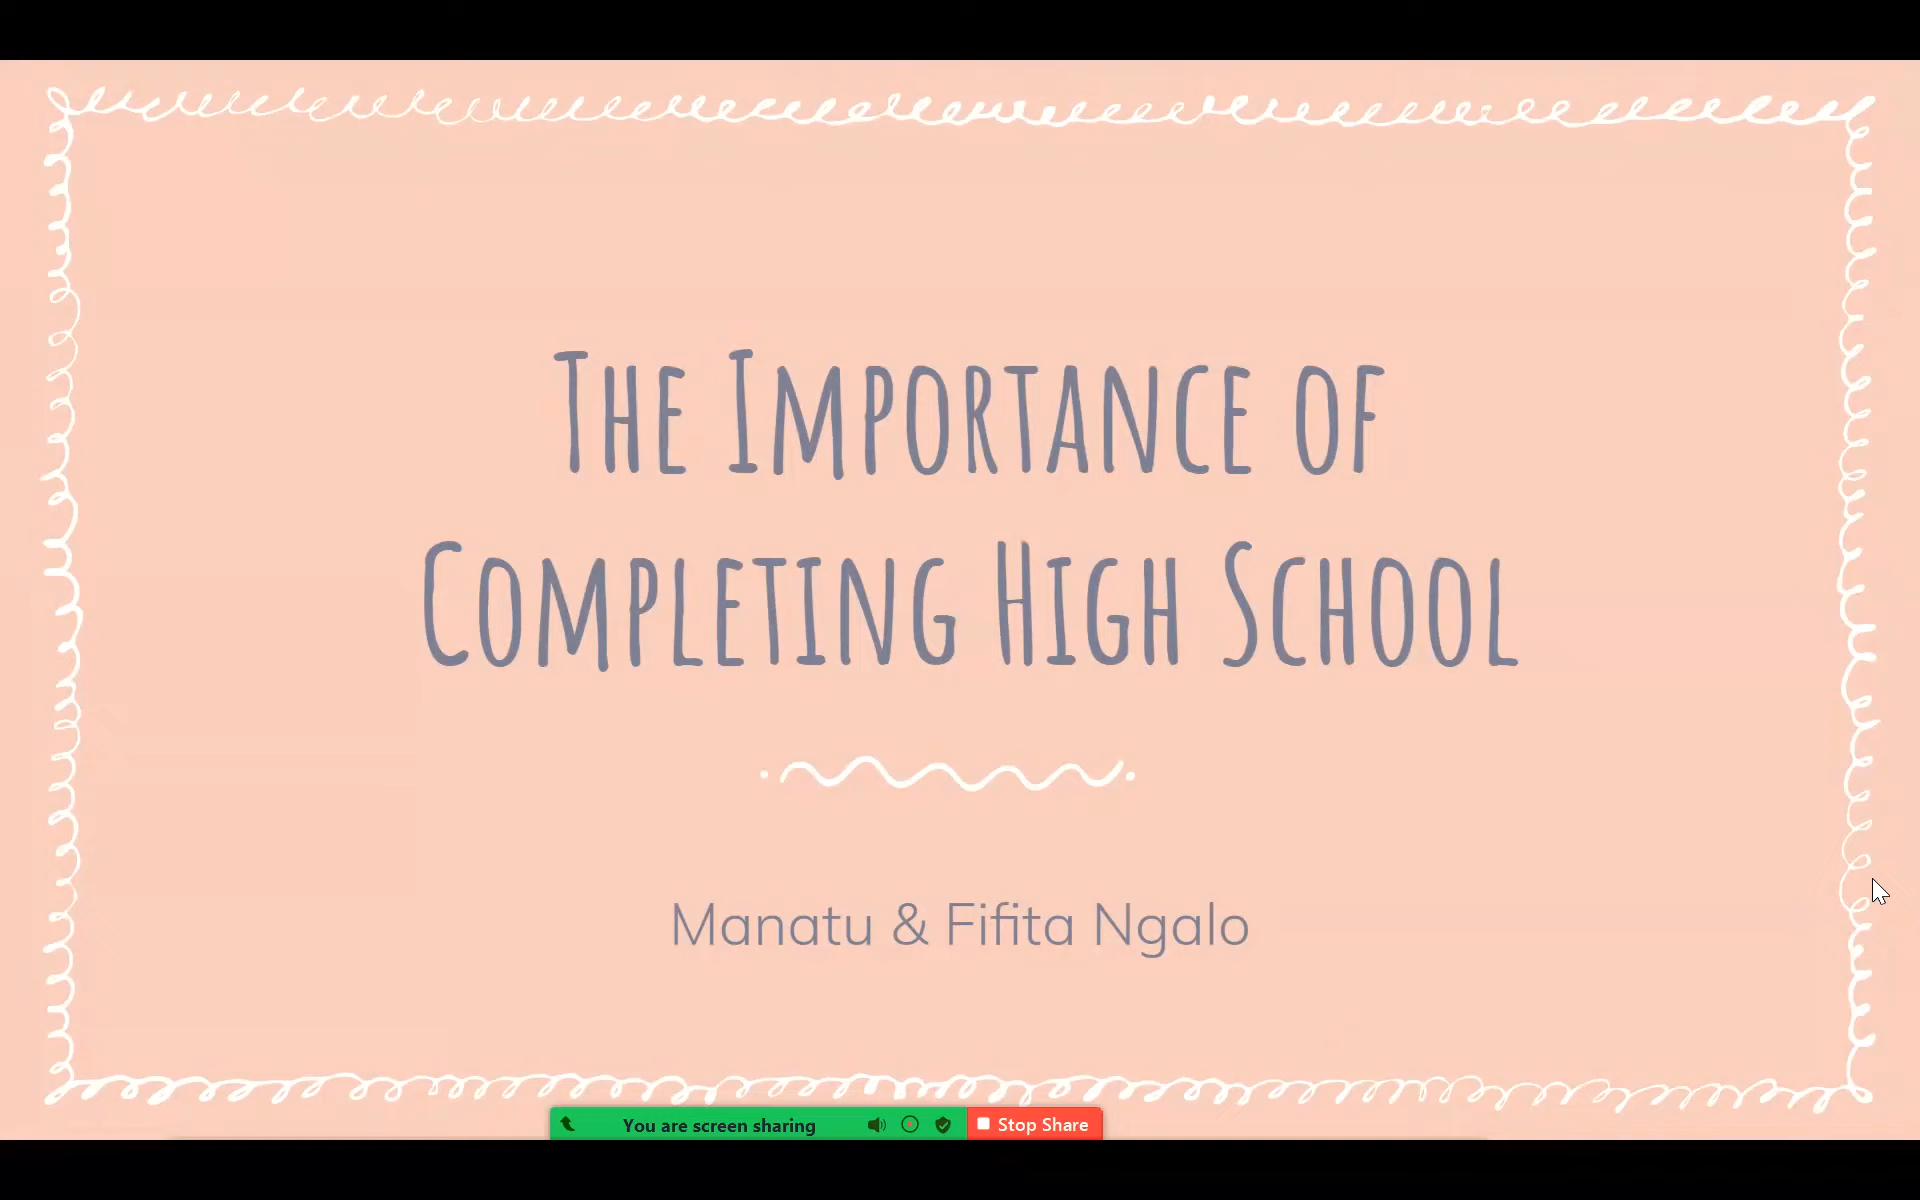 The Importance of
Completing High School
Manatu & Fifita Ngalo
You are screen sharing
Stop Share